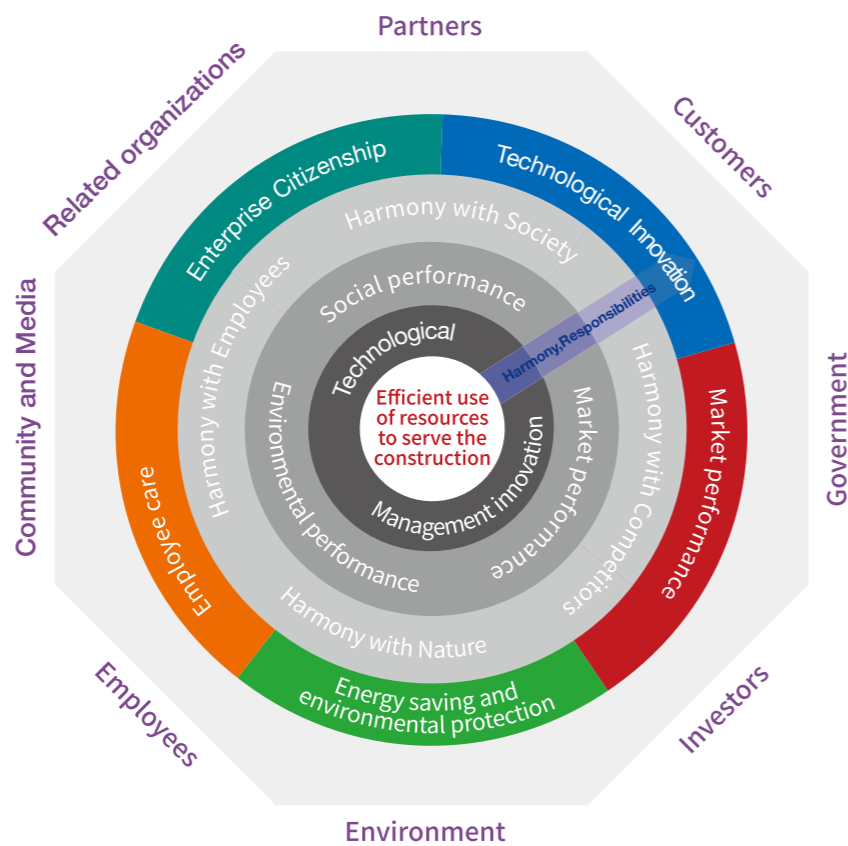 Partners
Related organizations
Customers
Enterprise Citizenship
Technological Innovation
Harmony with Society
Harmony with Employees
Social performance
Harmony,Responsibilities
Technological
Community and Media
Government
Efficient use
of resources
to serve the
construction
Environmental performance
Market performance
Harmony with Competitors
Market performance
Management innovation
Employee care
Harmony with Nature
Energy saving and
environmental protection
Employees
Investors
Environment